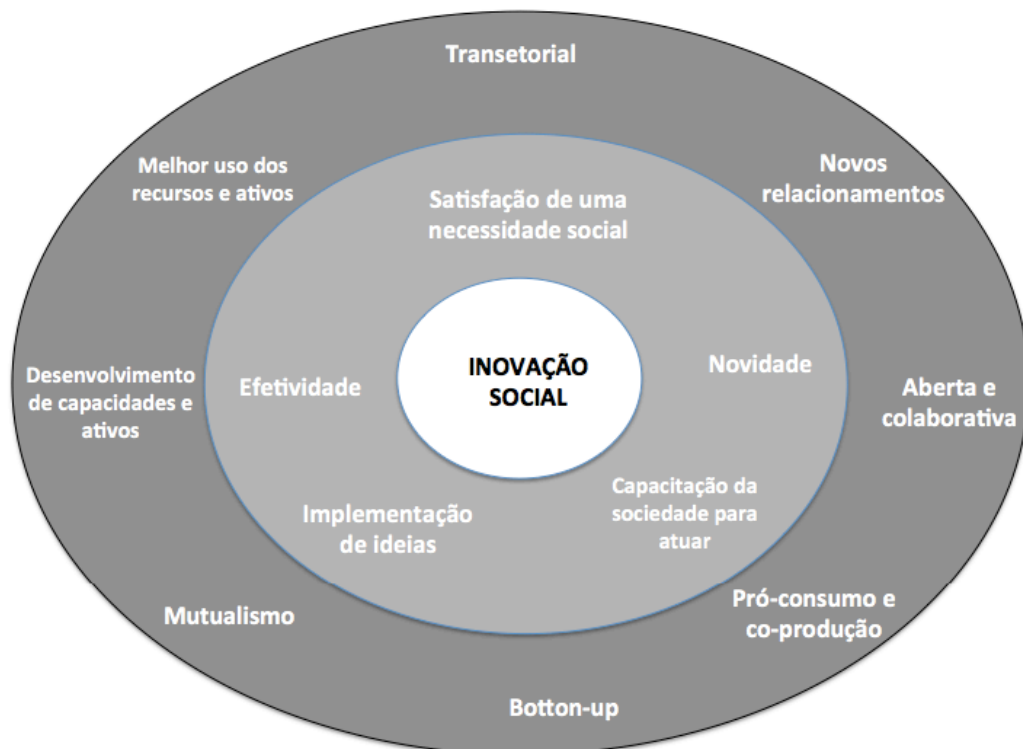 Transetorial
Melhor uso dos
recursos e ativos
Novos
relacionamentos
Satisfação de uma
necessidade social
INOVAÇÃO
SOCIAL
Novidade
Efetividade
Desenvolvimento
de capacidades e
ativos
Aberta e
colaborativa
Capacitação da
sociedade para
atuar
Implementação
de ideias
Mutualismo
Pró-consumo e
co-produção
Botton-up